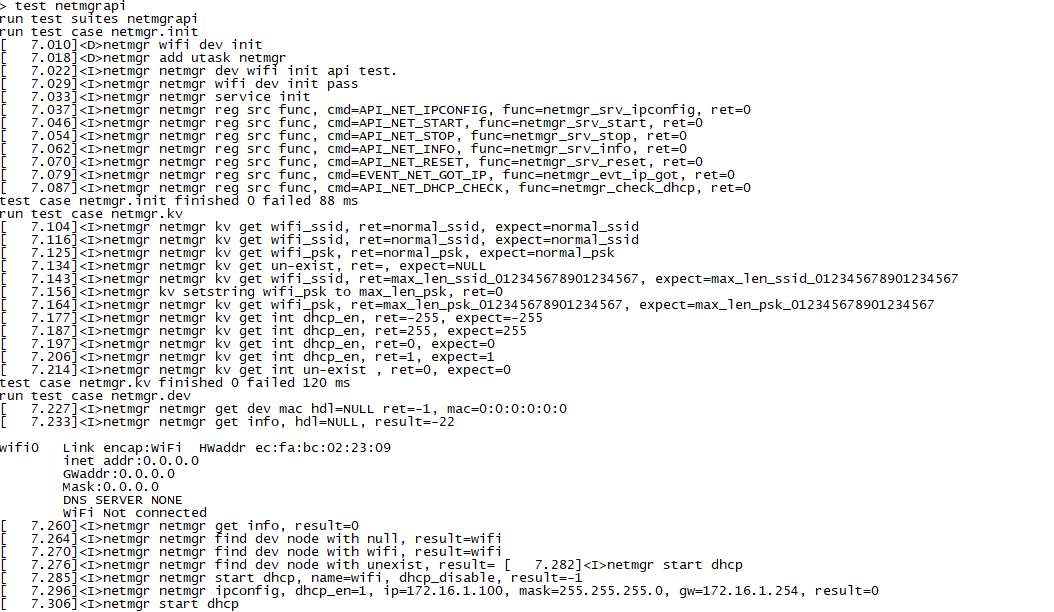 > test netmgrapi
run test suites netmgrapi
run test case netmgr.init
[   7.010]<D>netmgr wifi dev init
[   7.018]<D>netmgr add utask netmgr
[   7.022]<I>netmgr netmgr dev wifi init api test.
[   7.029]<I>netmgr netmgr wifi dev init pass
[   7.033]<I>netmgr netmgr service init
[   7.037]<I>netmgr netmgr reg src func, cmd=API_NET_IPCONFIG, func=netmgr_srv_ipconfig, ret=0
[   7.046]<I>netmgr netmgr reg src func, cmd=API_NET_START, func=netmgr_srv_start, ret=0
[   7.054]<I>netmgr netmgr reg src func, cmd=API_NET_STOP, func=netmgr_srv_stop, ret=0
[   7.062]<I>netmgr netmgr reg src func, cmd=API_NET_INFO, func=netmgr_srv_info, ret=0
[   7.070]<I>netmgr netmgr reg src func, cmd=API_NET_RESET, func=netmgr_srv_reset, ret=0
[   7.079]<I>netmgr netmgr reg src func, cmd=EVENT_NET_GOT_IP, func=netmgr_evt_ip_got, ret=0
[   7.087]<I>netmgr netmgr reg src func, cmd=API_NET_DHCP_CHECK, func=netmgr_check_dhcp, ret=0
test case netmgr.init finished 0 failed 88 ms
run test case netmgr.kv
[   7.104]<I>netmgr netmgr kv get wifi_ssid, ret=normal_ssid, expect=normal_ssid
[   7.116]<I>netmgr netmgr kv get wifi_ssid, ret=normal_ssid, expect=normal_ssid
[   7.125]<I>netmgr netmgr kv get wifi_psk, ret=normal_psk, expect=normal_psk
[   7.134]<I>netmgr netmgr kv get un-exist, ret=, expect=NULL
[   7.143]<I>netmgr netmgr kv get wifi_ssid, ret=max_len_ssid_012345678901234567, expect=max_len_ssid_012345678901234567
[   7.156]<I>netmgr kv setstring wifi_psk to max_len_psk, ret=0
[   7.164]<I>netmgr netmgr kv get wifi_psk, ret=max_len_psk_012345678901234567, expect=max_len_psk_012345678901234567
[   7.177]<I>netmgr netmgr kv get int dhcp_en, ret=-255, expect=-255
[   7.187]<I>netmgr netmgr kv get int dhcp_en, ret=255, expect=255
[   7.197]<I>netmgr netmgr kv get int dhcp_en, ret=0, expect=0
[   7.206]<I>netmgr netmgr kv get int dhcp_en, ret=1, expect=1
[   7.214]<I>netmgr netmgr kv get int un-exist , ret=0, expect=0
test case netmgr.kv finished 0 failed 120 ms
run test case netmgr.dev
[   7.227]<I>netmgr netmgr get dev mac hdl=NULL ret=-1, mac=0:0:0:0:0:0
[   7.233]<I>netmgr netmgr get info, hdl=NULL, result=-22
wifi0   Link encap:WiFi  HWaddr ec:fa:bc:02:23:09
inet addr:0.0.0.0
GWaddr:0.0.0.0
Mask:0.0.0.0
DNS SERVER NONE
WiFi Not connected
[   7.260]<I>netmgr netmgr get info, result=0
[   7.264]<I>netmgr netmgr find dev node with null, result=wifi
[   7.270]<I>netmgr netmgr find dev node with wifi, result=wifi
[   7.276]<I>netmgr netmgr find dev node with unexist, result= [   7.282]<I>netmgr start dhcp
[   7.285]<I>netmgr netmgr start dhcp, name=wifi, dhcp_disable, result=-1
[   7.296]<I>netmgr netmgr ipconfig, dhcp_en=1, ip=172.16.1.100, mask=255.255.255.0, gw=172.16.1.254, result=0
[   7.306]<I>netmgr start dhcp